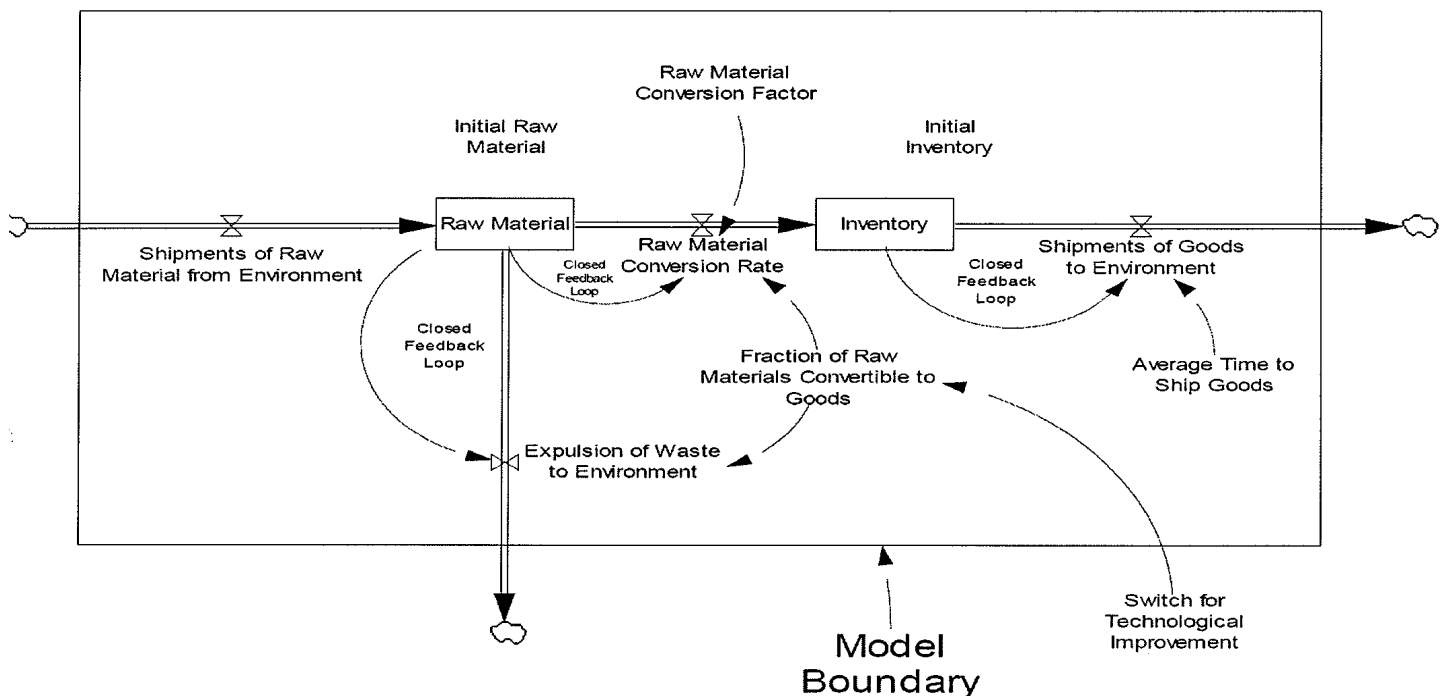 Raw Material
Conversion Factor
Initial Raw
Material
Initial
Inventory
Raw Material
Inventory
Shipments of Raw
Material from Environment
Closed
Feedback
Loop
Raw Material
Conversion Rate
Closed
Feedback
Loop
Shipments of Goods
to Environment
Closed
Feedback
Loop
Fraction of Raw
Materials Convertible to
Goods
Average Time to
Ship Goods
Expulsion of Waste
to Environment
Switch for
Technological
Improvement
Model
Boundary